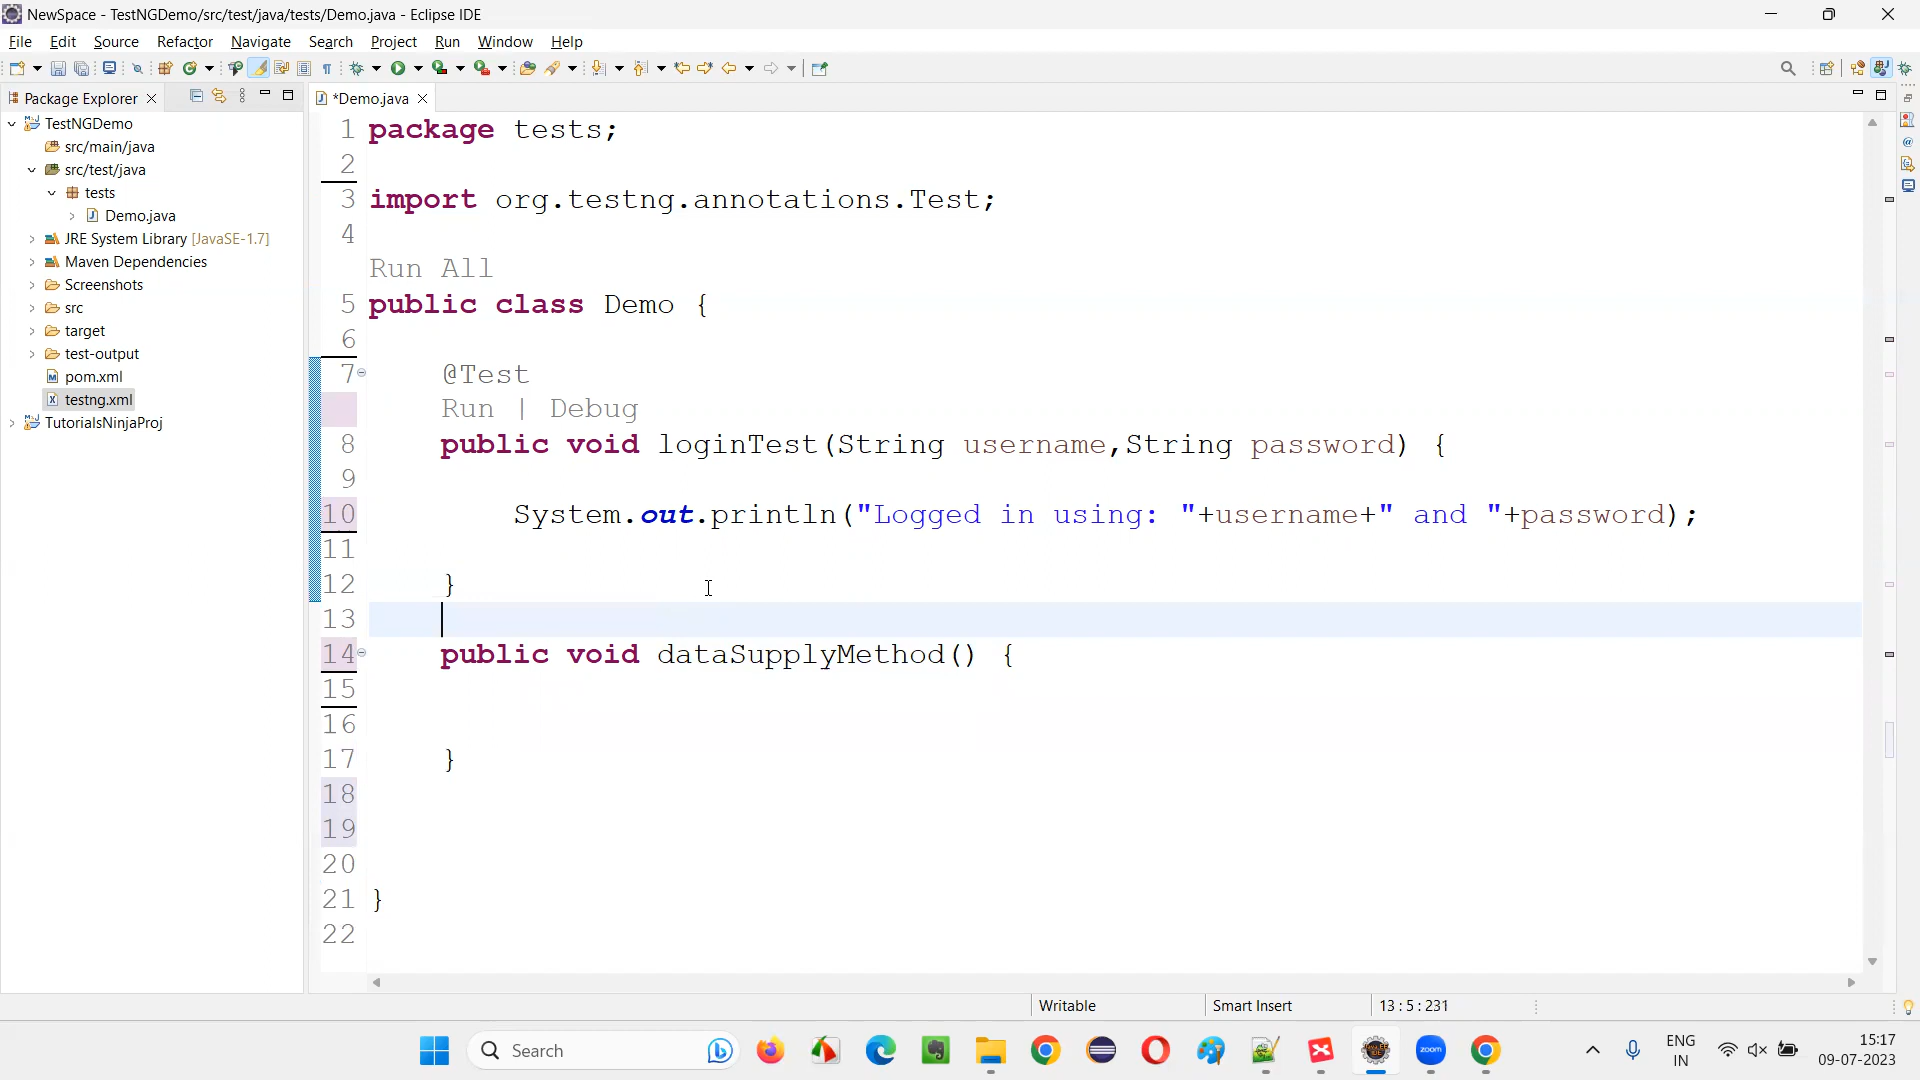 NewSpace - TestNGDemo/src/test/java/tests/Demo.java - Eclipse IDE
File Edit Source Refactor Navigate Search Project Run Window Help
Package Explorer
*Demo.java
TestNGDemo
src/main/java
src/test/java
tests
Demo.java
JRE System Library [JavaSE-1.7]
Maven Dependencies
Screenshots
src
target
test-output
pom.xml
testng.xml
TutorialsNinjaProj
1 package tests;
2
3 import org.testng.annotations.Test;
4
Run All
5 public class Demo {
6
7 @Test
Run | Debug
8 public void loginTest(String username,String password) {
9
10 System.out.println("Logged in using: "+username+" and "+password);
11
12 }
13
14 public void dataSupplyMethod() {
15
16
17 }
18
19
20
21 }
22
Writable Smart Insert 13 : 5 : 231
Search
zoom
ENG
IN
15:17
09-07-2023